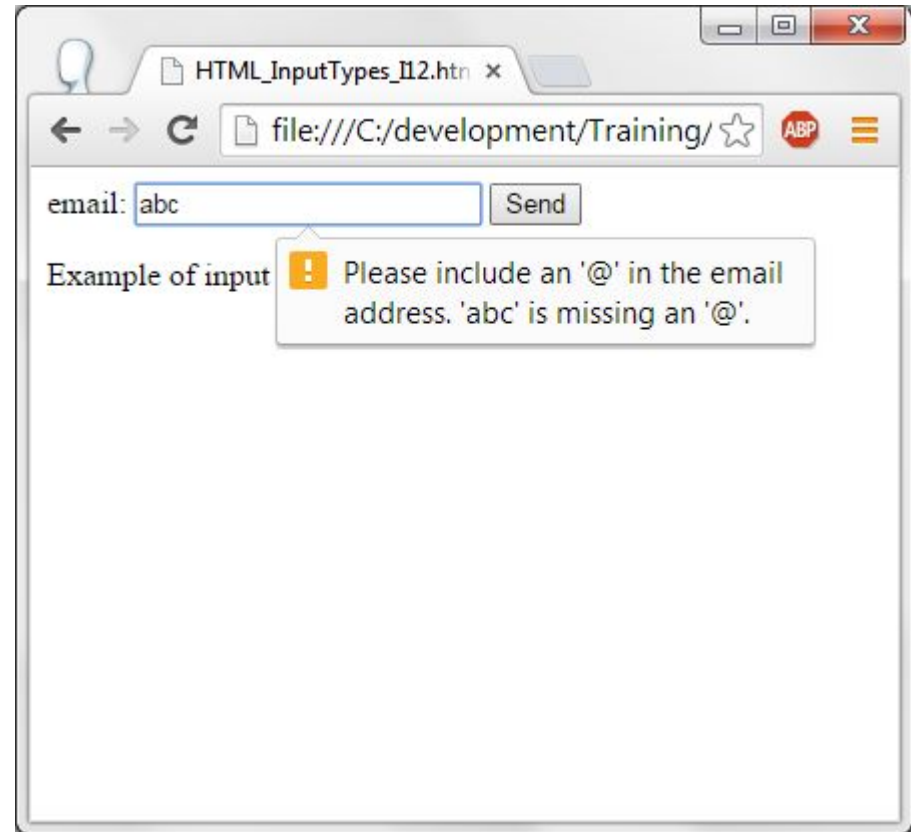 HTML_InputTypes_I12.htn
file:///C:/development/Training/
ABP
email: abc Send
Example of input
Please include an '@' in the email
address. 'abc' is missing an '@'.